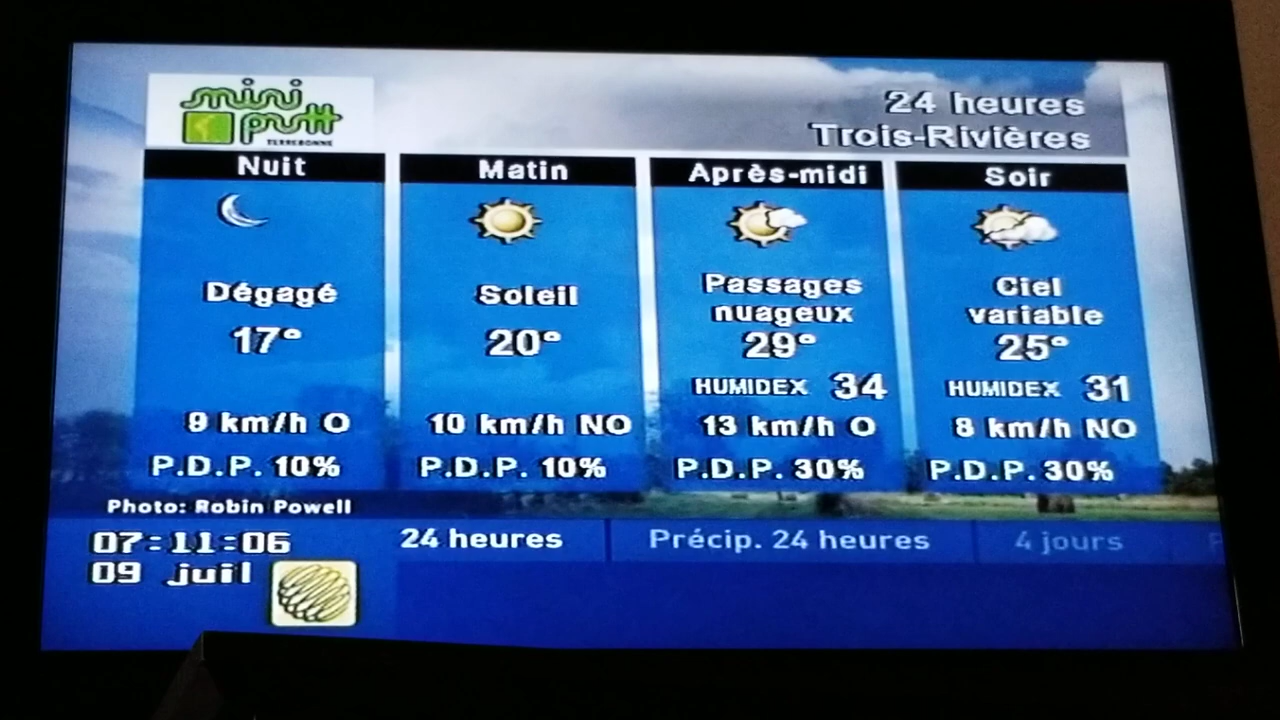 mini
putt
TERREBONNE
24 heures
Trois-Rivières
Nuit
Dégagé
17°
9 km/h O
P.D.P. 10%
Matin
Soleil
20°
10 km/h NO
P.D.P. 10%
Après-midi
Passages
nuageux
29°
HUMIDEX 34
13 km/h O
P.D.P. 30%
Soir
Ciel
variable
25°
HUMIDEX 31
8 km/h NO
P.D.P. 30%
Photo: Robin Powell
07:11:06
09 juil
24 heures
Précip. 24 heures
4 jours
P